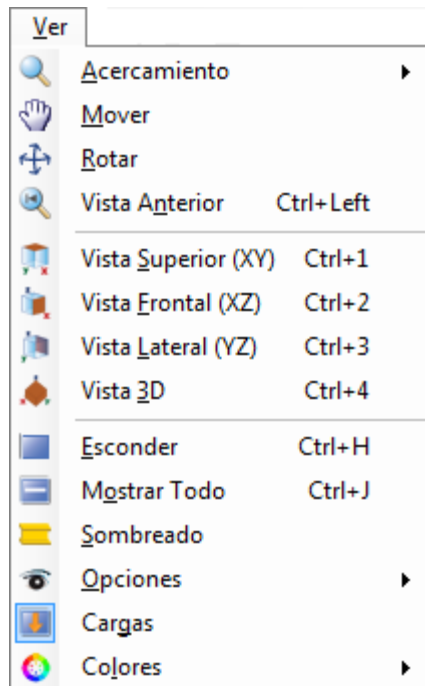 Ver
Acercamiento
Mover
Rotar
Vista Anterior Ctrl+Left
Vista Superior (XY) Ctrl+1
Vista Frontal (XZ) Ctrl+2
Vista Lateral (YZ) Ctrl+3
Vista 3D Ctrl+4
Esconder Ctrl+H
Mostrar Todo Ctrl+J
Sombreado
Opciones
Cargas
Colores